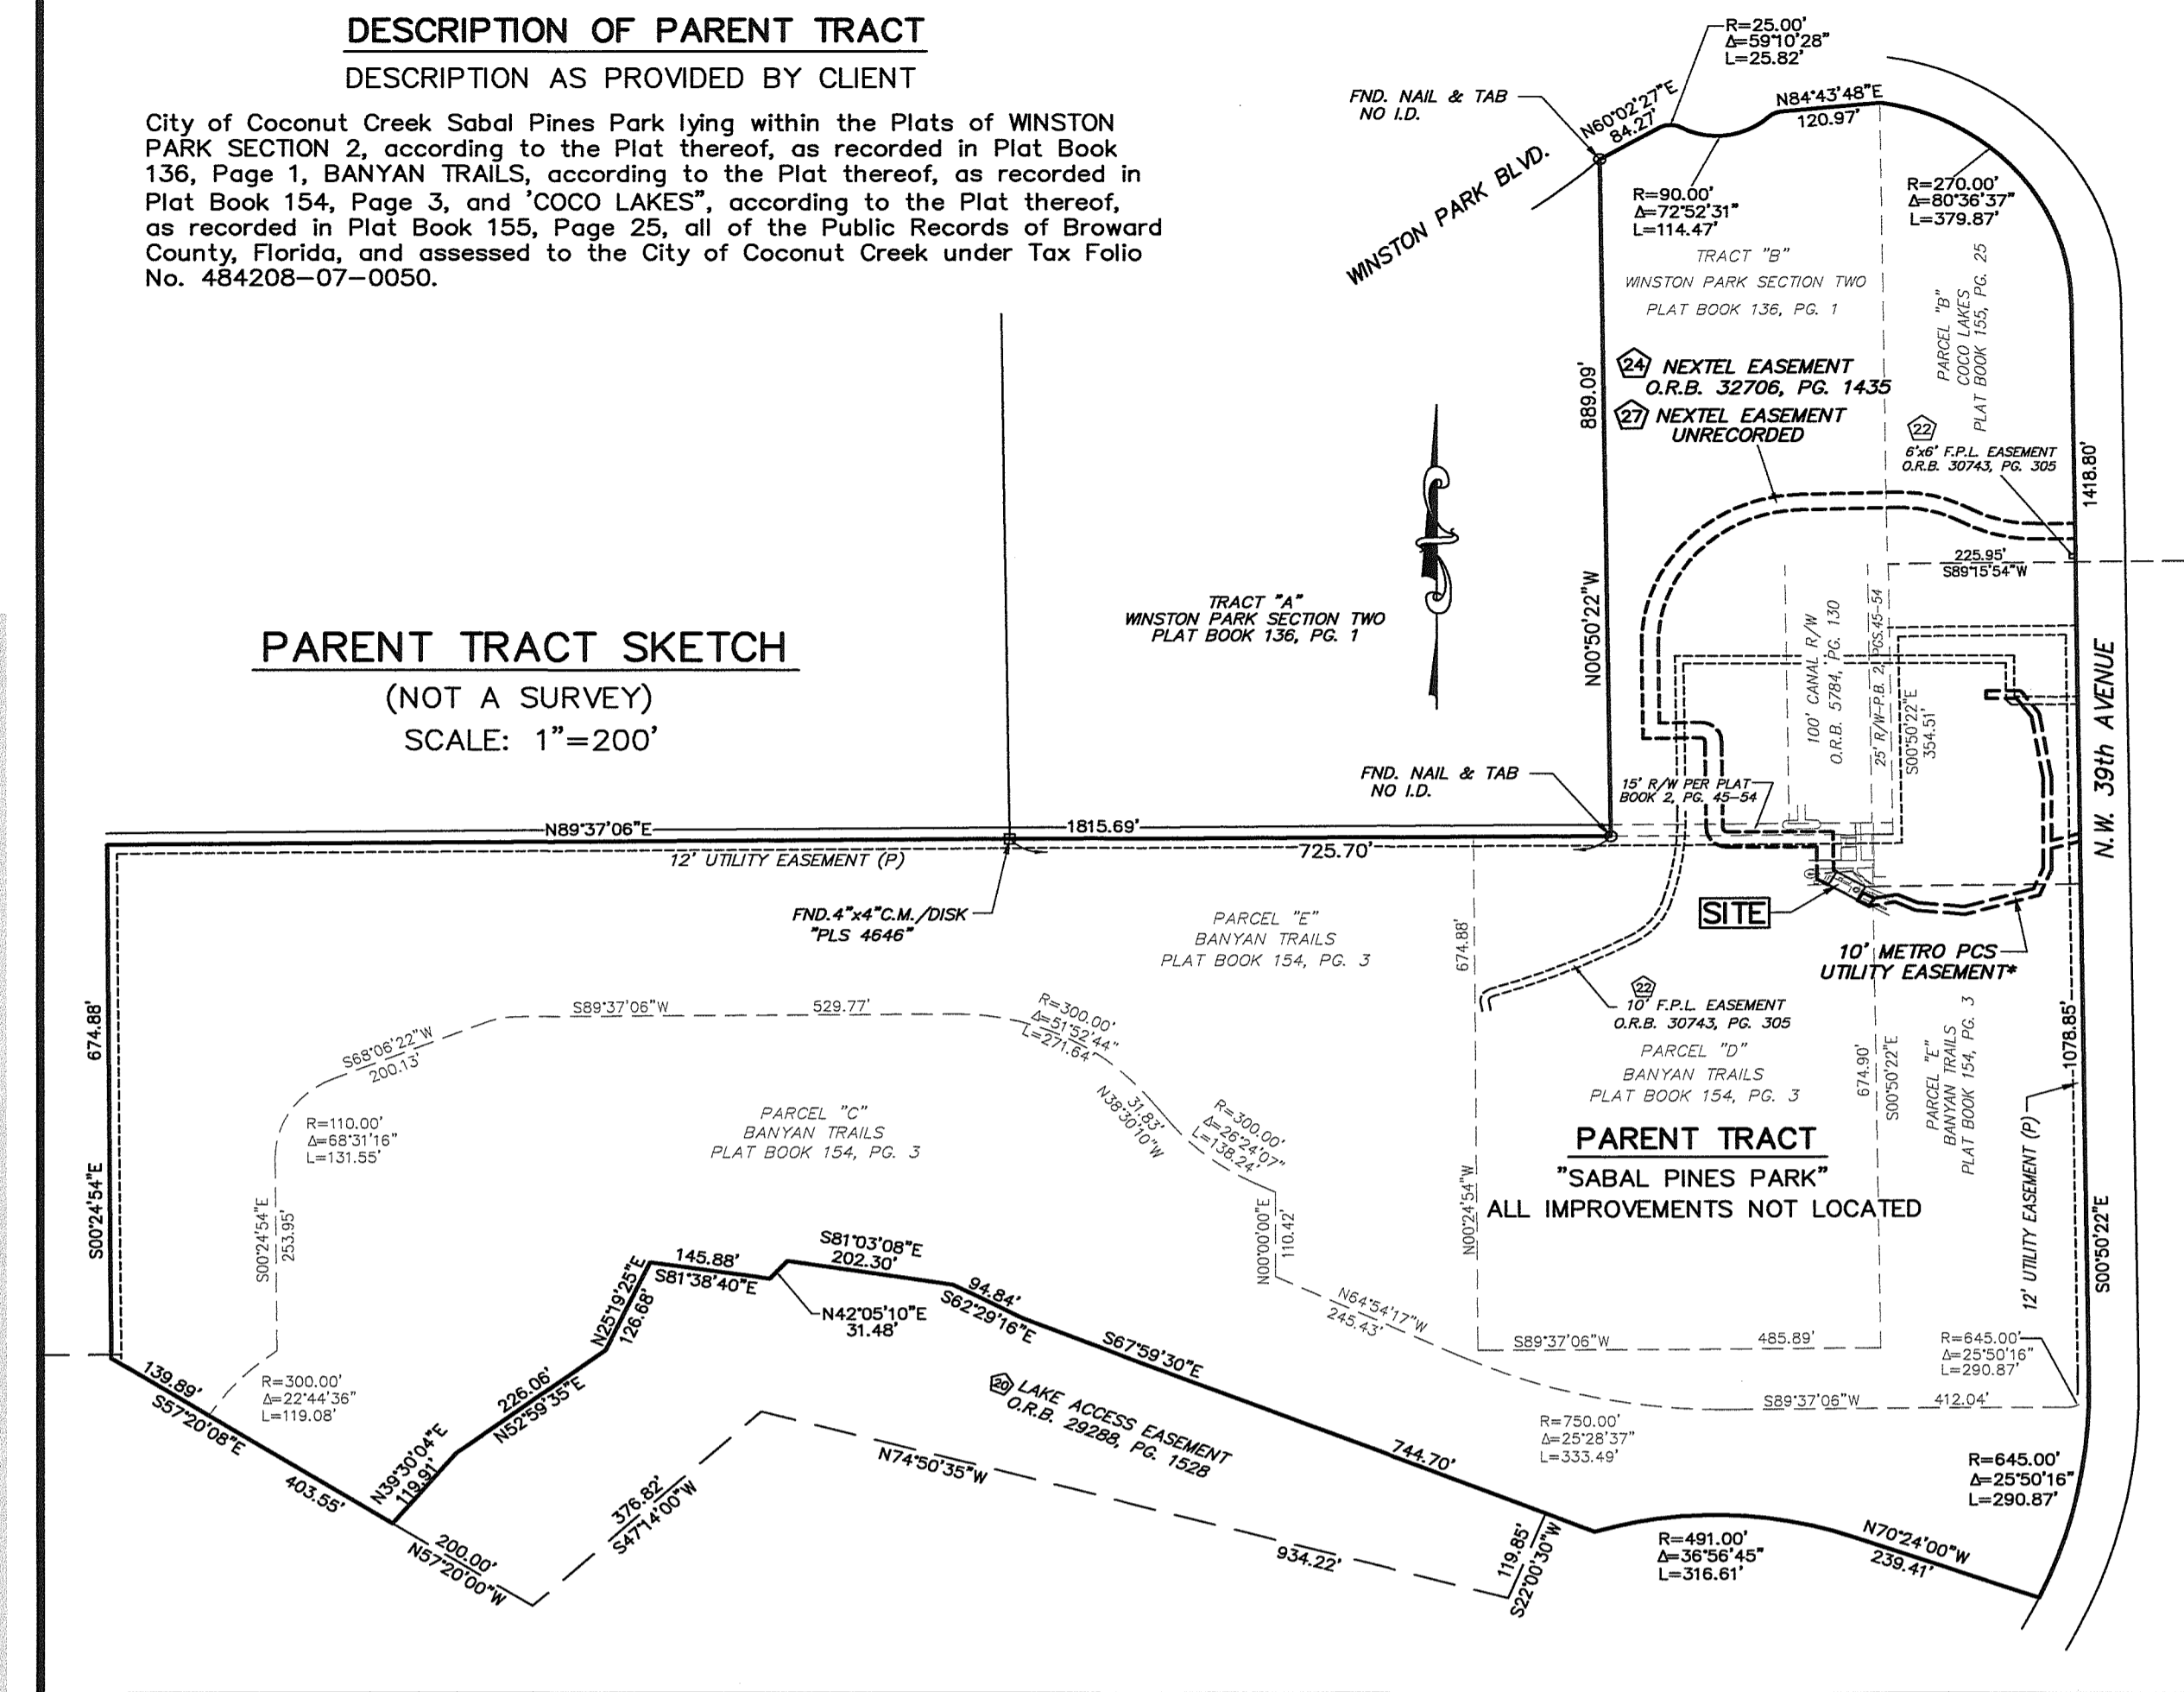 DESCRIPTION OF PARENT TRACT
DESCRIPTION AS PROVIDED BY CLIENT
City of Coconut Creek Sabal Pines Park lying within the Plats of WINSTON
PARK SECTION 2, according to the Plat thereof, as recorded in Plat Book
136, Page 1, BANYAN TRAILS, according to the Plat thereof, as recorded in
Plat Book 154, Page 3, and 'COCO LAKES", according to the Plat thereof,
as recorded in Plat Book 155, Page 25, all of the Public Records of Broward
County, Florida, and assessed to the City of Coconut Creek under Tax Folio
No. 484208-07-0050.
R=25.00'
Δ=59°10'28"
L=25.82'
FND. NAIL & TAB
NO I.D.
N60°02'27"E
84.27'
N84°43'48"E
120.97'
WINSTON PARK BLVD.
R=90.00'
Δ=72°52'31"
L=114.47'
R=270.00'
Δ=80°36'37"
L=379.87'
TRACT "B"
WINSTON PARK SECTION TWO
PLAT BOOK 136, PG. 1
PARCEL "B"
COCO LAKES
PLAT BOOK 155, PG. 25
889.09'
N00°50'22"W
24 NEXTEL EASEMENT
O.R.B. 32706, PG. 1435
27 NEXTEL EASEMENT
UNRECORDED
22
6'x6' F.P.L. EASEMENT
O.R.B. 30743, PG. 305
1418.80'
225.95'
S89°15'54"W
TRACT "A"
WINSTON PARK SECTION TWO
PLAT BOOK 136, PG. 1
PARENT TRACT SKETCH
(NOT A SURVEY)
SCALE: 1"=200'
100' CANAL R/W
O.R.B. 5784, PG. 130
25' R/W-P.B. 2, PGS.45-54
S00°50'22"E
354.51'
N.W. 39th AVENUE
FND. NAIL & TAB
NO I.D.
15' R/W PER PLAT
BOOK 2, PG. 45-54
N89°37'06"E
1815.69'
12' UTILITY EASEMENT (P)
725.70'
FND.4"x4"C.M./DISK
"PLS 4646"
PARCEL "E"
BANYAN TRAILS
PLAT BOOK 154, PG. 3
SITE
10' METRO PCS
UTILITY EASEMENT*
674.88'
S00°24'54"E
674.88'
N00°24'54"W
22
10' F.P.L. EASEMENT
O.R.B. 30743, PG. 305
PARCEL "D"
BANYAN TRAILS
PLAT BOOK 154, PG. 3
674.90'
S00°50'22"E
PARCEL "E"
BANYAN TRAILS
PLAT BOOK 154, PG. 3
1078.85'
12' UTILITY EASEMENT (P)
S00°50'22"E
S68°06'22"W
200.13'
S89°37'06"W
529.77'
R=300.00'
Δ=51°52'44"
L=271.64'
R=110.00'
Δ=68°31'16"
L=131.55'
PARCEL "C"
BANYAN TRAILS
PLAT BOOK 154, PG. 3
31.83'
N38°30'10"W
R=300.00'
Δ=26°24'07"
L=138.24'
PARENT TRACT
"SABAL PINES PARK"
ALL IMPROVEMENTS NOT LOCATED
S00°24'54"E
253.95'
N00°00'00"E
110.42'
N64°54'17"W
245.43'
S89°37'06"W
485.89'
R=645.00'
Δ=25°50'16"
L=290.87'
S89°37'06"W
412.04'
139.89'
S57°20'08"E
403.55'
R=300.00'
Δ=22°44'36"
L=119.08'
N39°30'04"E
119.91'
226.06'
N52°59'35"E
N25°19'25"E
126.68'
145.88'
S81°38'40"E
N42°05'10"E
31.48'
S81°03'08"E
202.30'
94.84'
S62°29'16"E
S67°59'30"E
744.70'
20 LAKE ACCESS EASEMENT
O.R.B. 29288, PG. 1528
R=750.00'
Δ=25°28'37"
L=333.49'
200.00'
N57°20'00"W
376.82'
S47°14'00"W
N74°50'35"W
934.22'
119.85'
S22°00'30"W
R=491.00'
Δ=36°56'45"
L=316.61'
N70°24'00"W
239.41'
R=645.00'
Δ=25°50'16"
L=290.87'